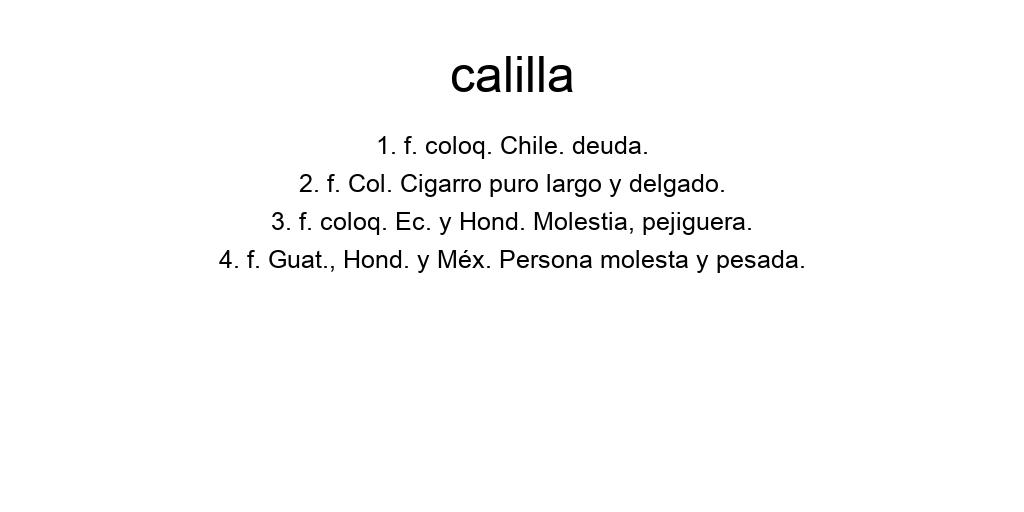 calilla
1. f. coloq. Chile. deuda.
2. f. Col. Cigarro puro largo y delgado.
3. f. coloq. Ec. y Hond. Molestia, pejiguera.
4. f. Guat., Hond. y Méx. Persona molesta y pesada.